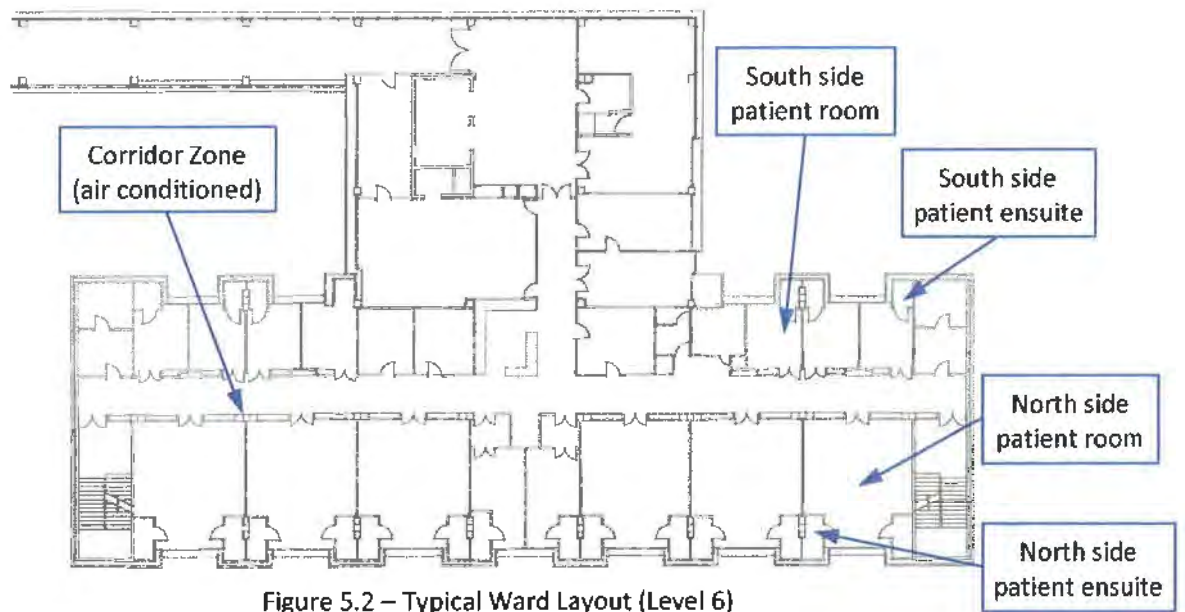 South side
patient room
Corridor Zone
(air conditioned)
South side
patient ensuite
North side
patient room
North side
patient ensuite
Figure 5.2 – Typical Ward Layout (Level 6)